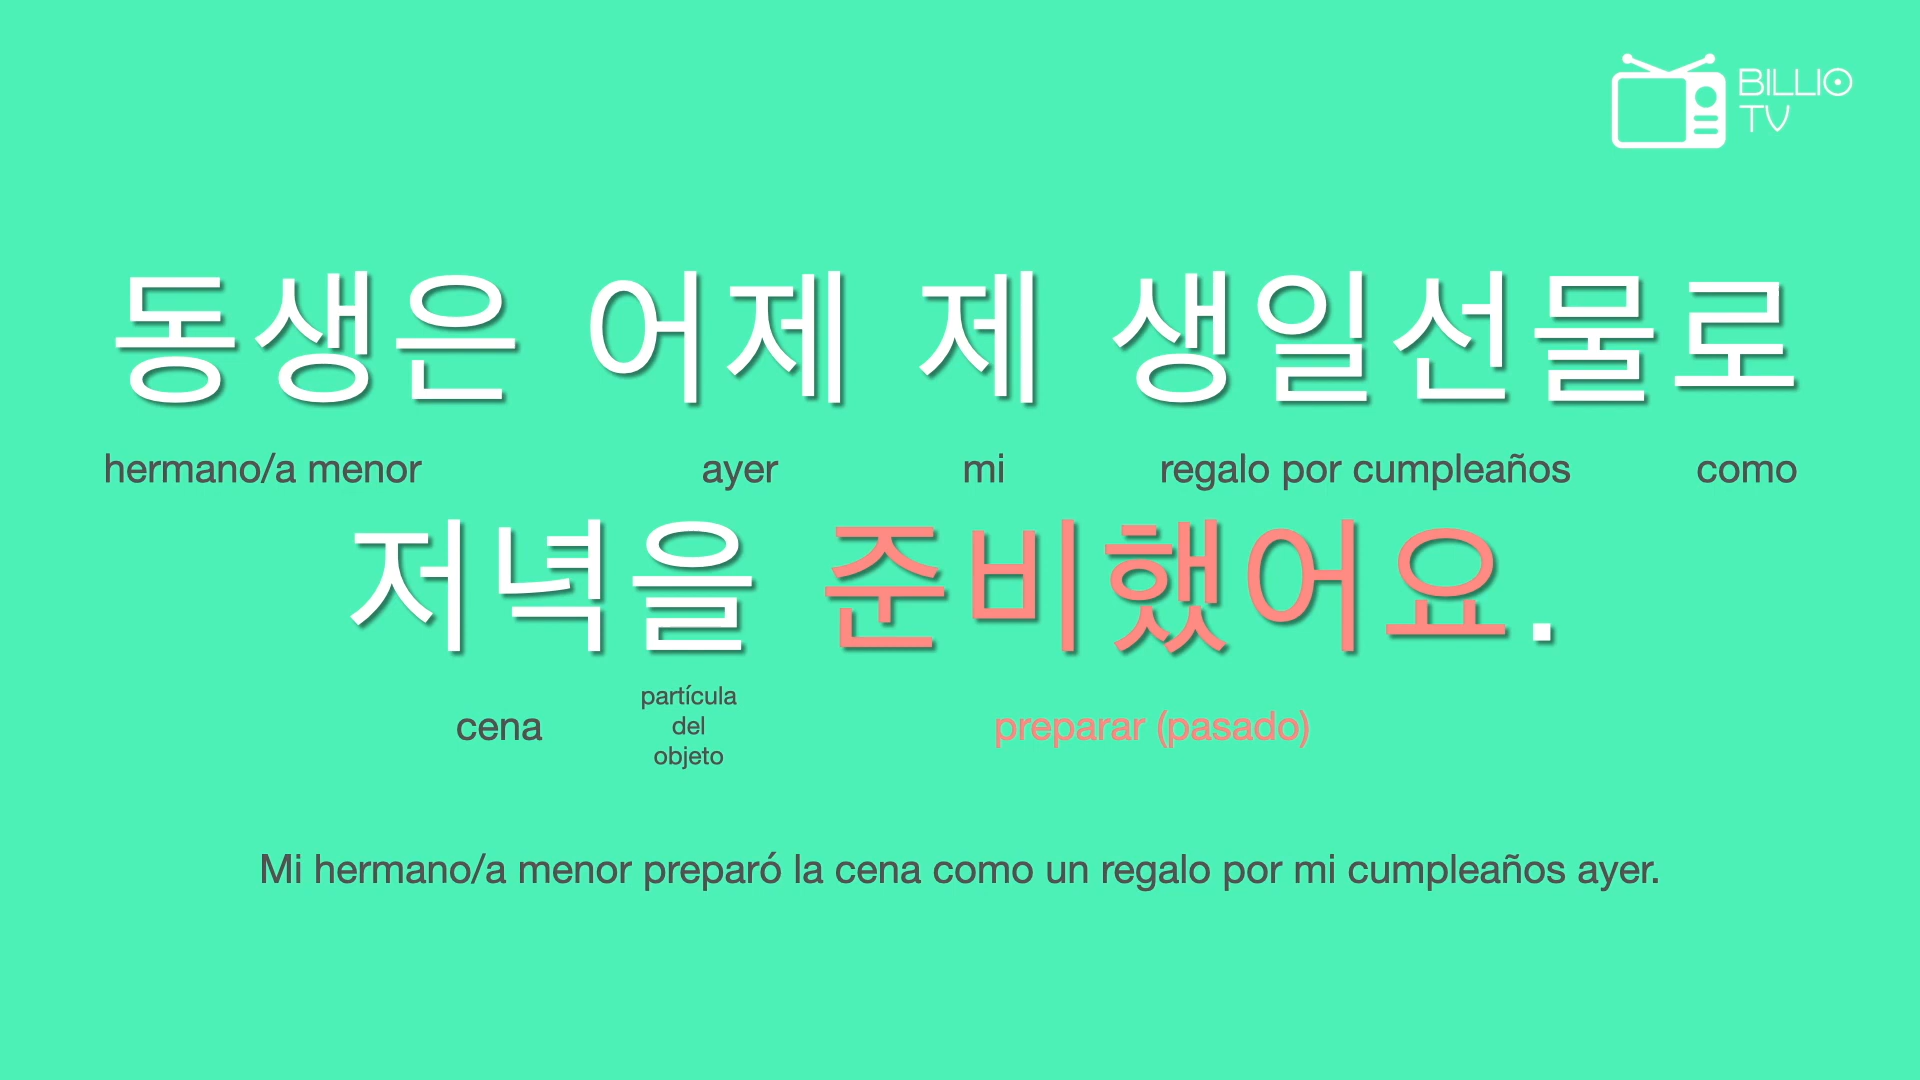 BILLIO
TV
동생은 어제 제 생일선물로
hermano/a menor ayer mi regalo por cumpleaños como
저녁을 준비했어요.
cena partícula del objeto preparar (pasado)
Mi hermano/a menor preparó la cena como un regalo por mi cumpleaños ayer.